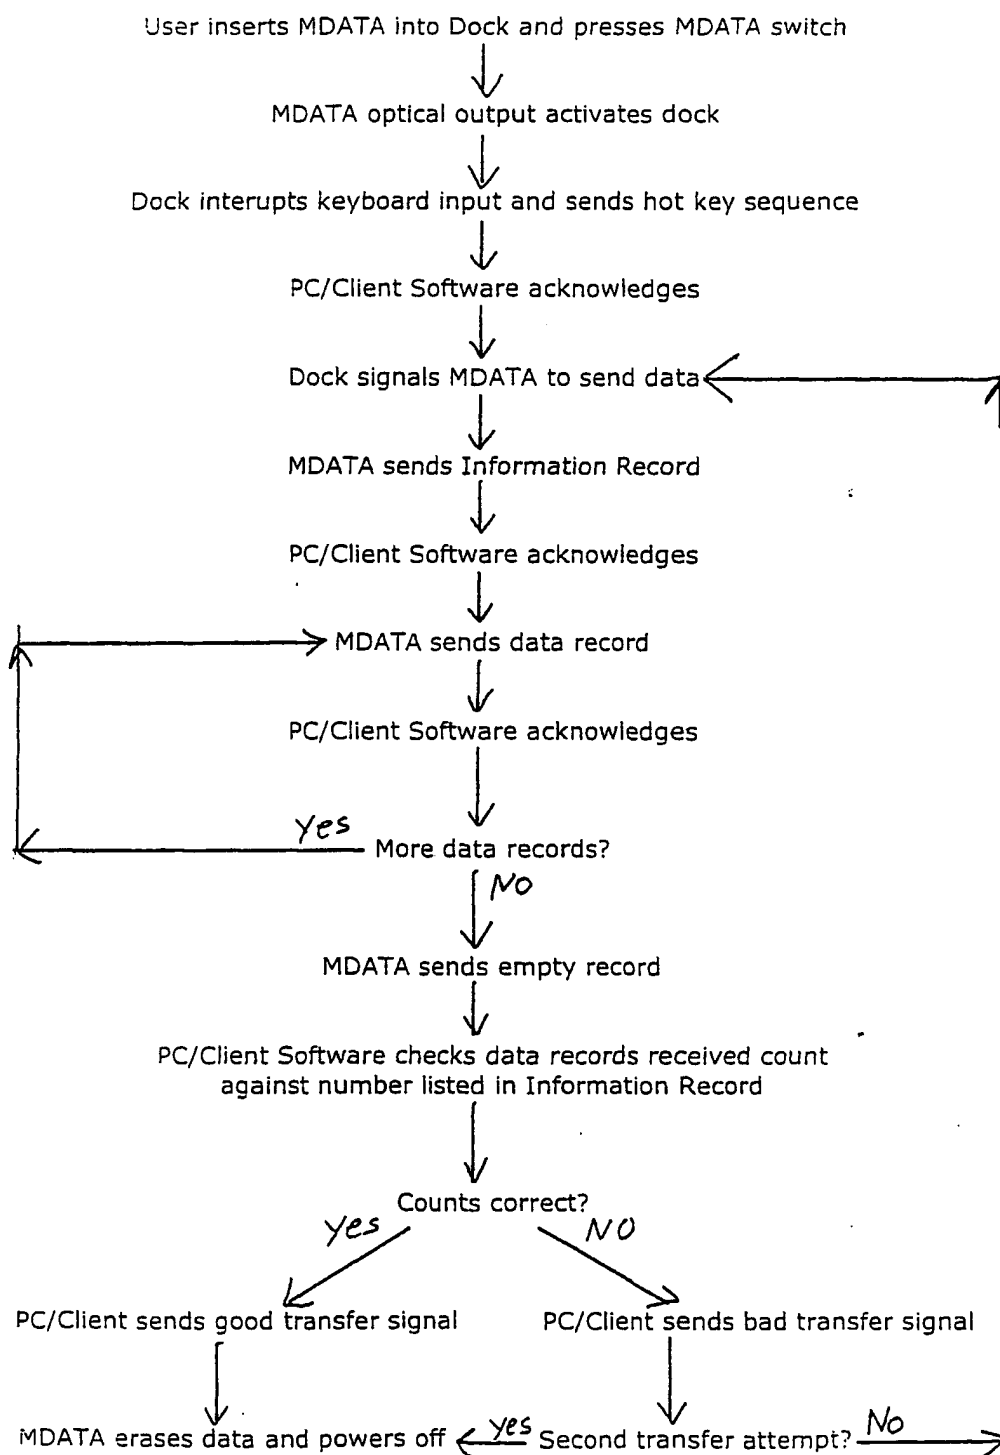 User inserts MDATA into Dock and presses MDATA switch
MDATA optical output activates dock
Dock interupts keyboard input and sends hot key sequence
PC/Client Software acknowledges
Dock signals MDATA to send data
MDATA sends Information Record
PC/Client Software acknowledges
MDATA sends data record
PC/Client Software acknowledges
Yes
More data records?
NO
MDATA sends empty record
PC/Client Software checks data records received count
against number listed in Information Record
Counts correct?
Yes
NO
PC/Client sends good transfer signal
PC/Client sends bad transfer signal
MDATA erases data and powers off
Yes
Second transfer attempt?
No